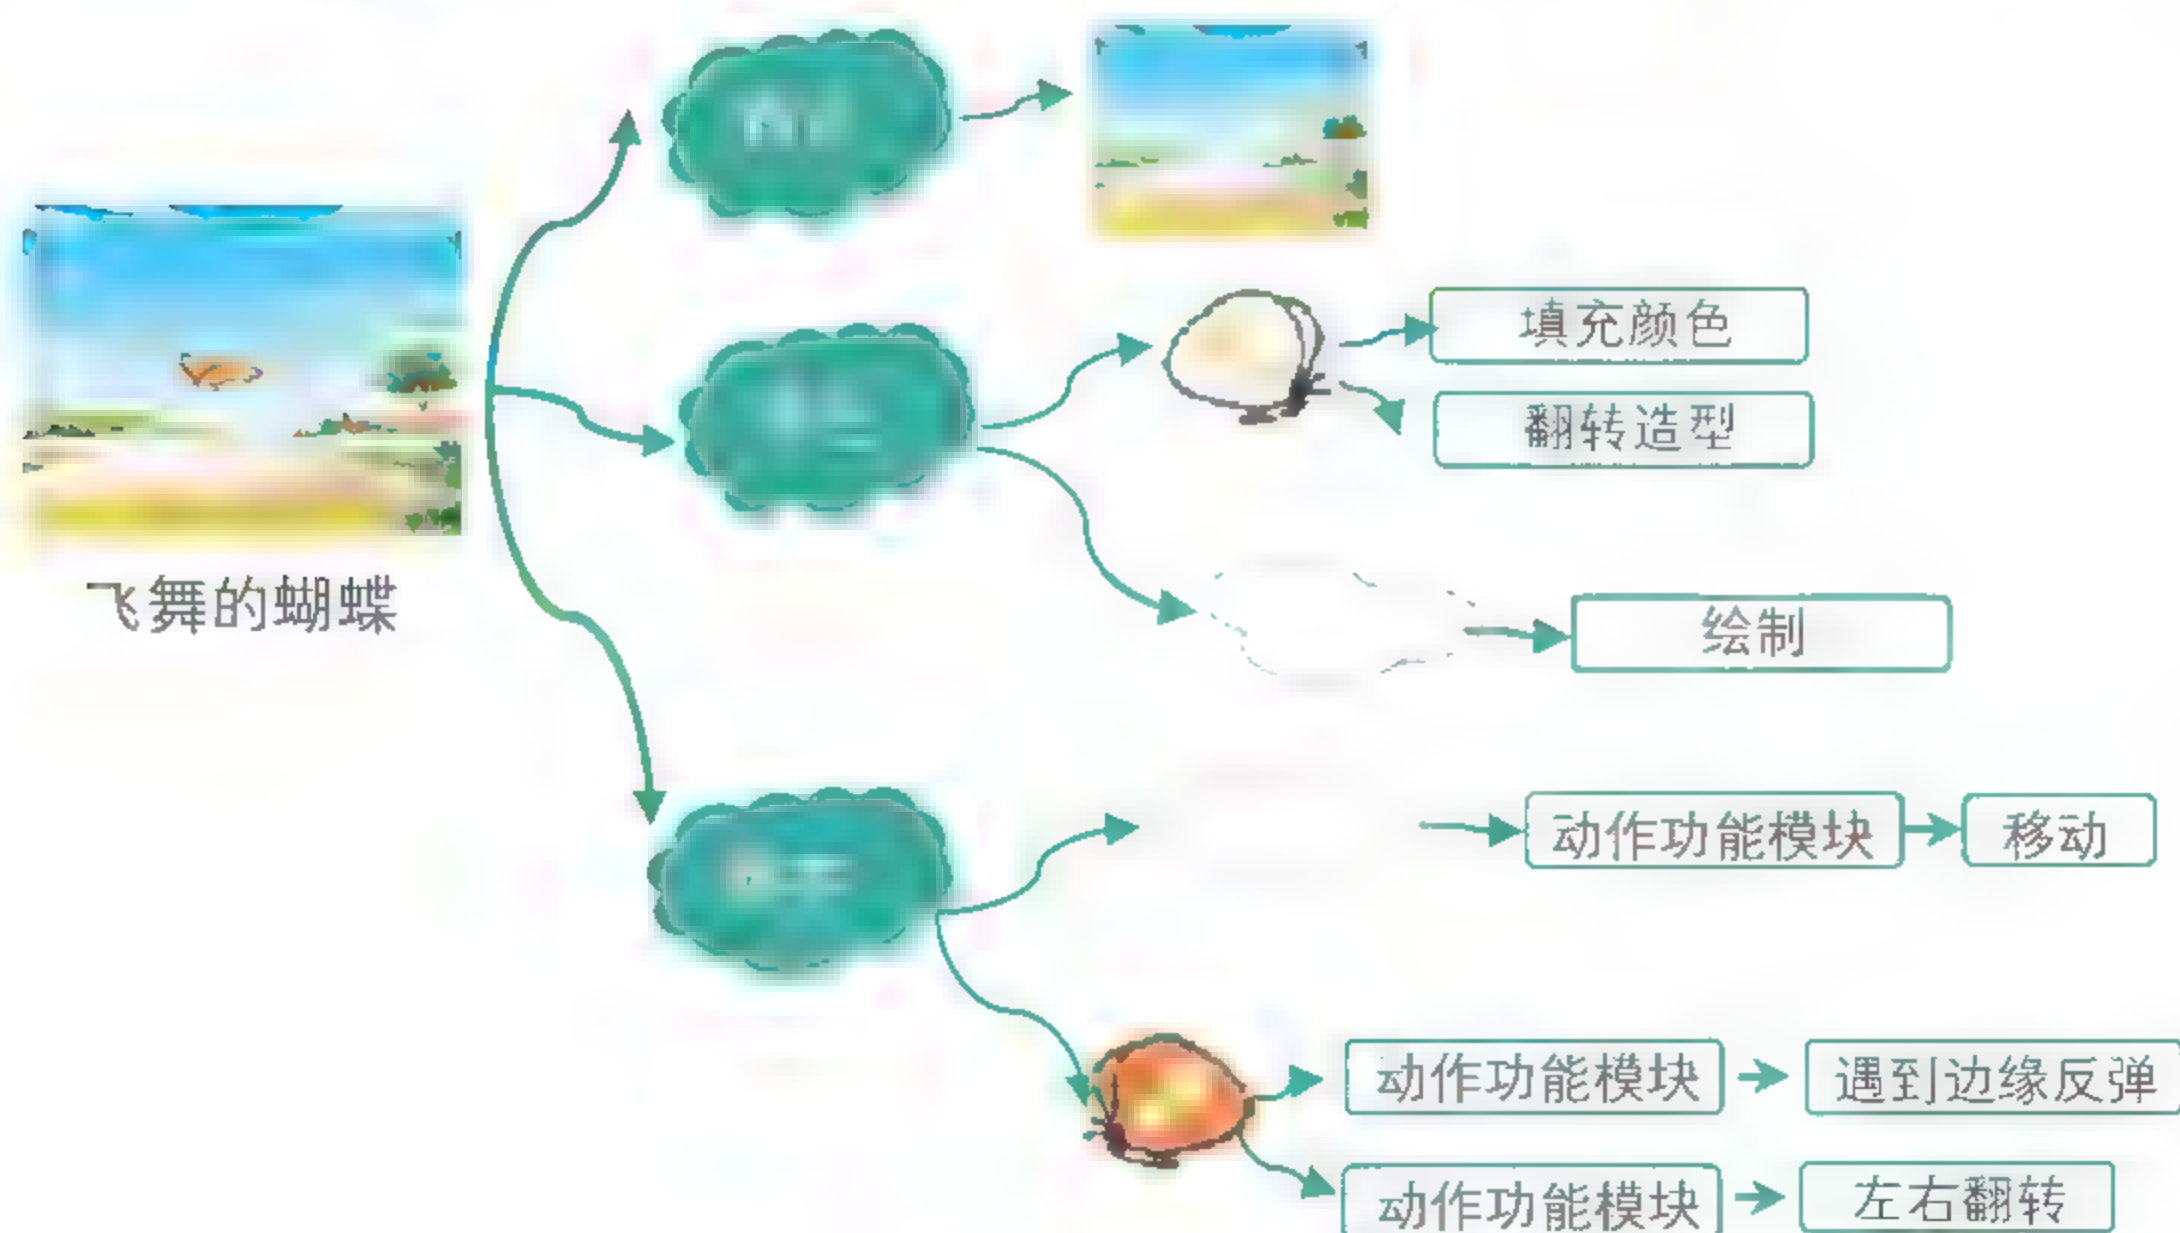 飞舞的蝴蝶
填充颜色
翻转造型
绘制
动作功能模块
移动
动作功能模块
遇到边缘反弹
动作功能模块
左右翻转